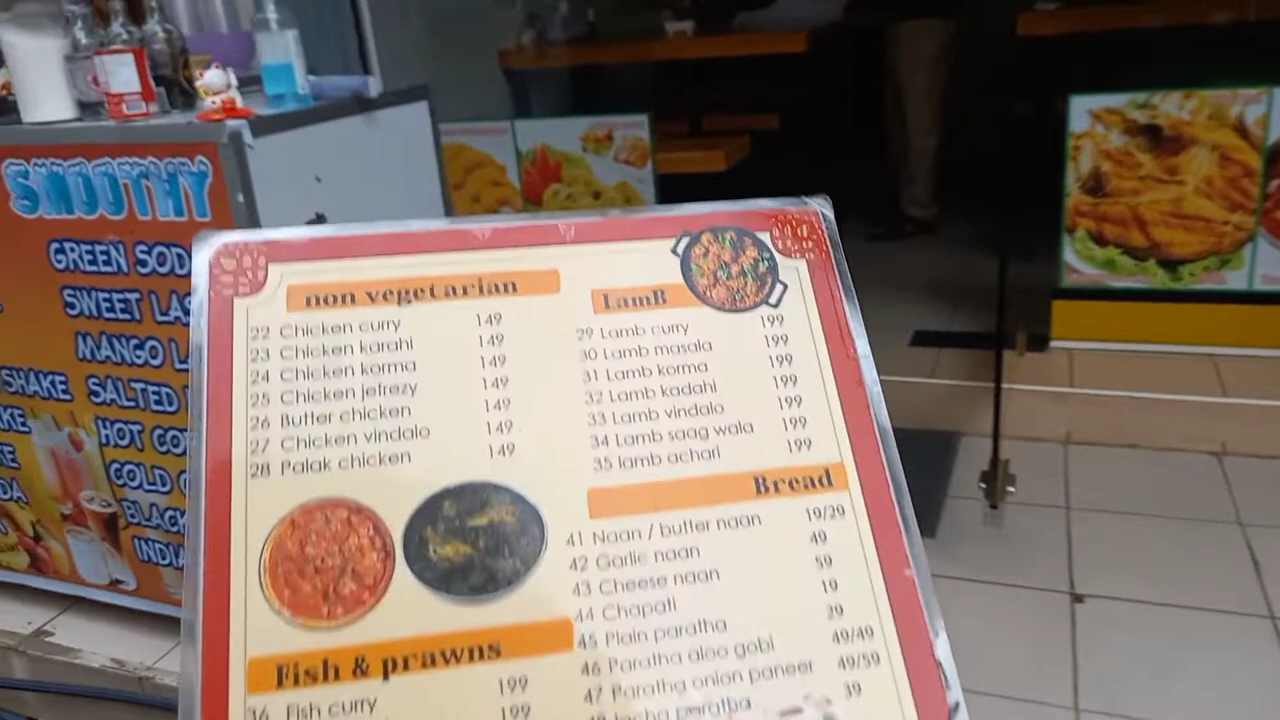 SMOOTHY
GREEN SOD
SWEET LAS
MANGO L
SHAKE SALTED
HOT CO
COLD
DA BLACK
INDIA
non vegetarian
22 Chicken curry 149
23 Chicken karahi 149
24 Chicken korma 149
25 Chicken jefrezy 149
26 Butter chicken 149
27 Chicken vindalo 149
28 Palak chicken 149
LamB
29 Lamb curry 199
30 Lamb masala 199
31 Lamb korma 199
32 Lamb kadahi 199
33 Lamb vindalo 199
34 Lamb saag wala 199
35 lamb achari 199
Bread
41 Naan / butter naan 19/29
42 Garlic naan 49
43 Cheese naan 59
44 Chapati 19
45 Plain paratha 29
46 Paratha aloo gobi 49/49
47 Paratha onion paneer 49/59
paratha 39
Fish & prawns
36 Fish curry 199
199